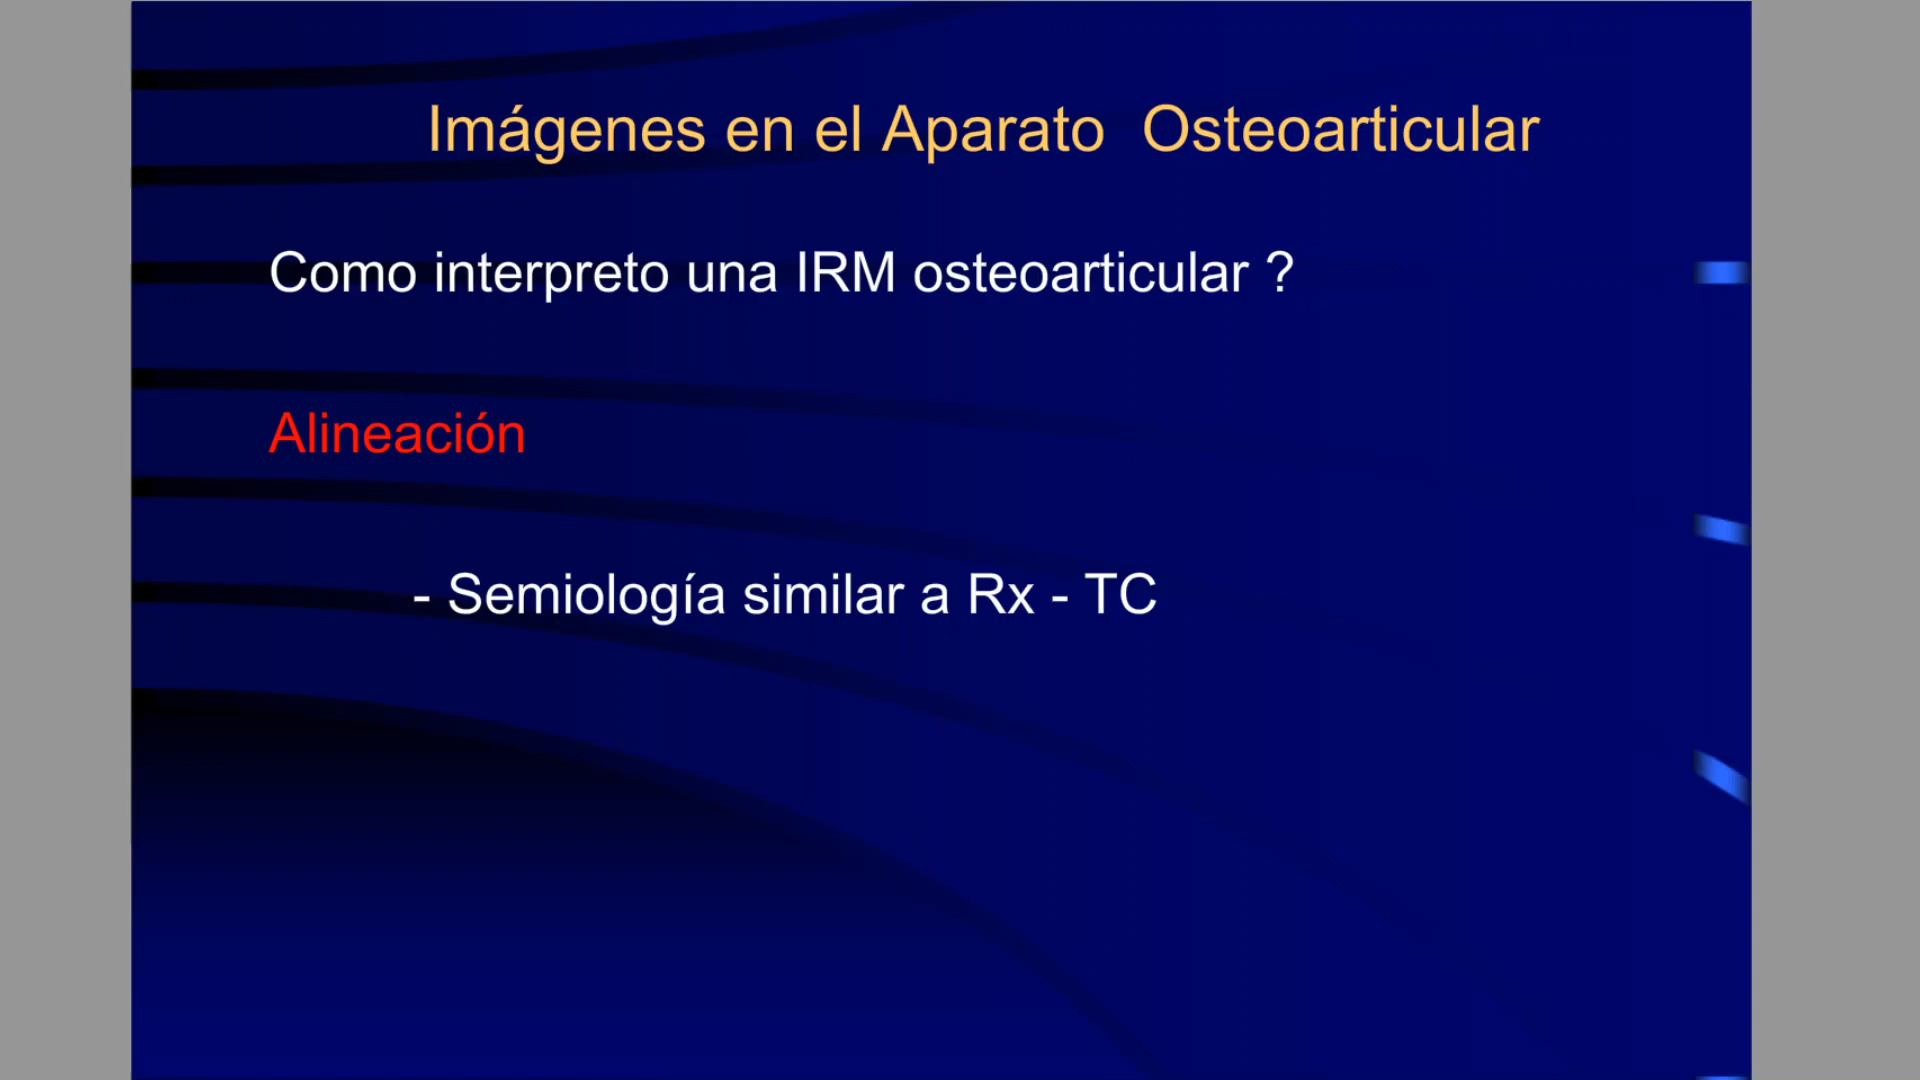 Imágenes en el Aparato  Osteoarticular
Como interpreto una IRM osteoarticular ?
Alineación
- Semiología similar a Rx - TC